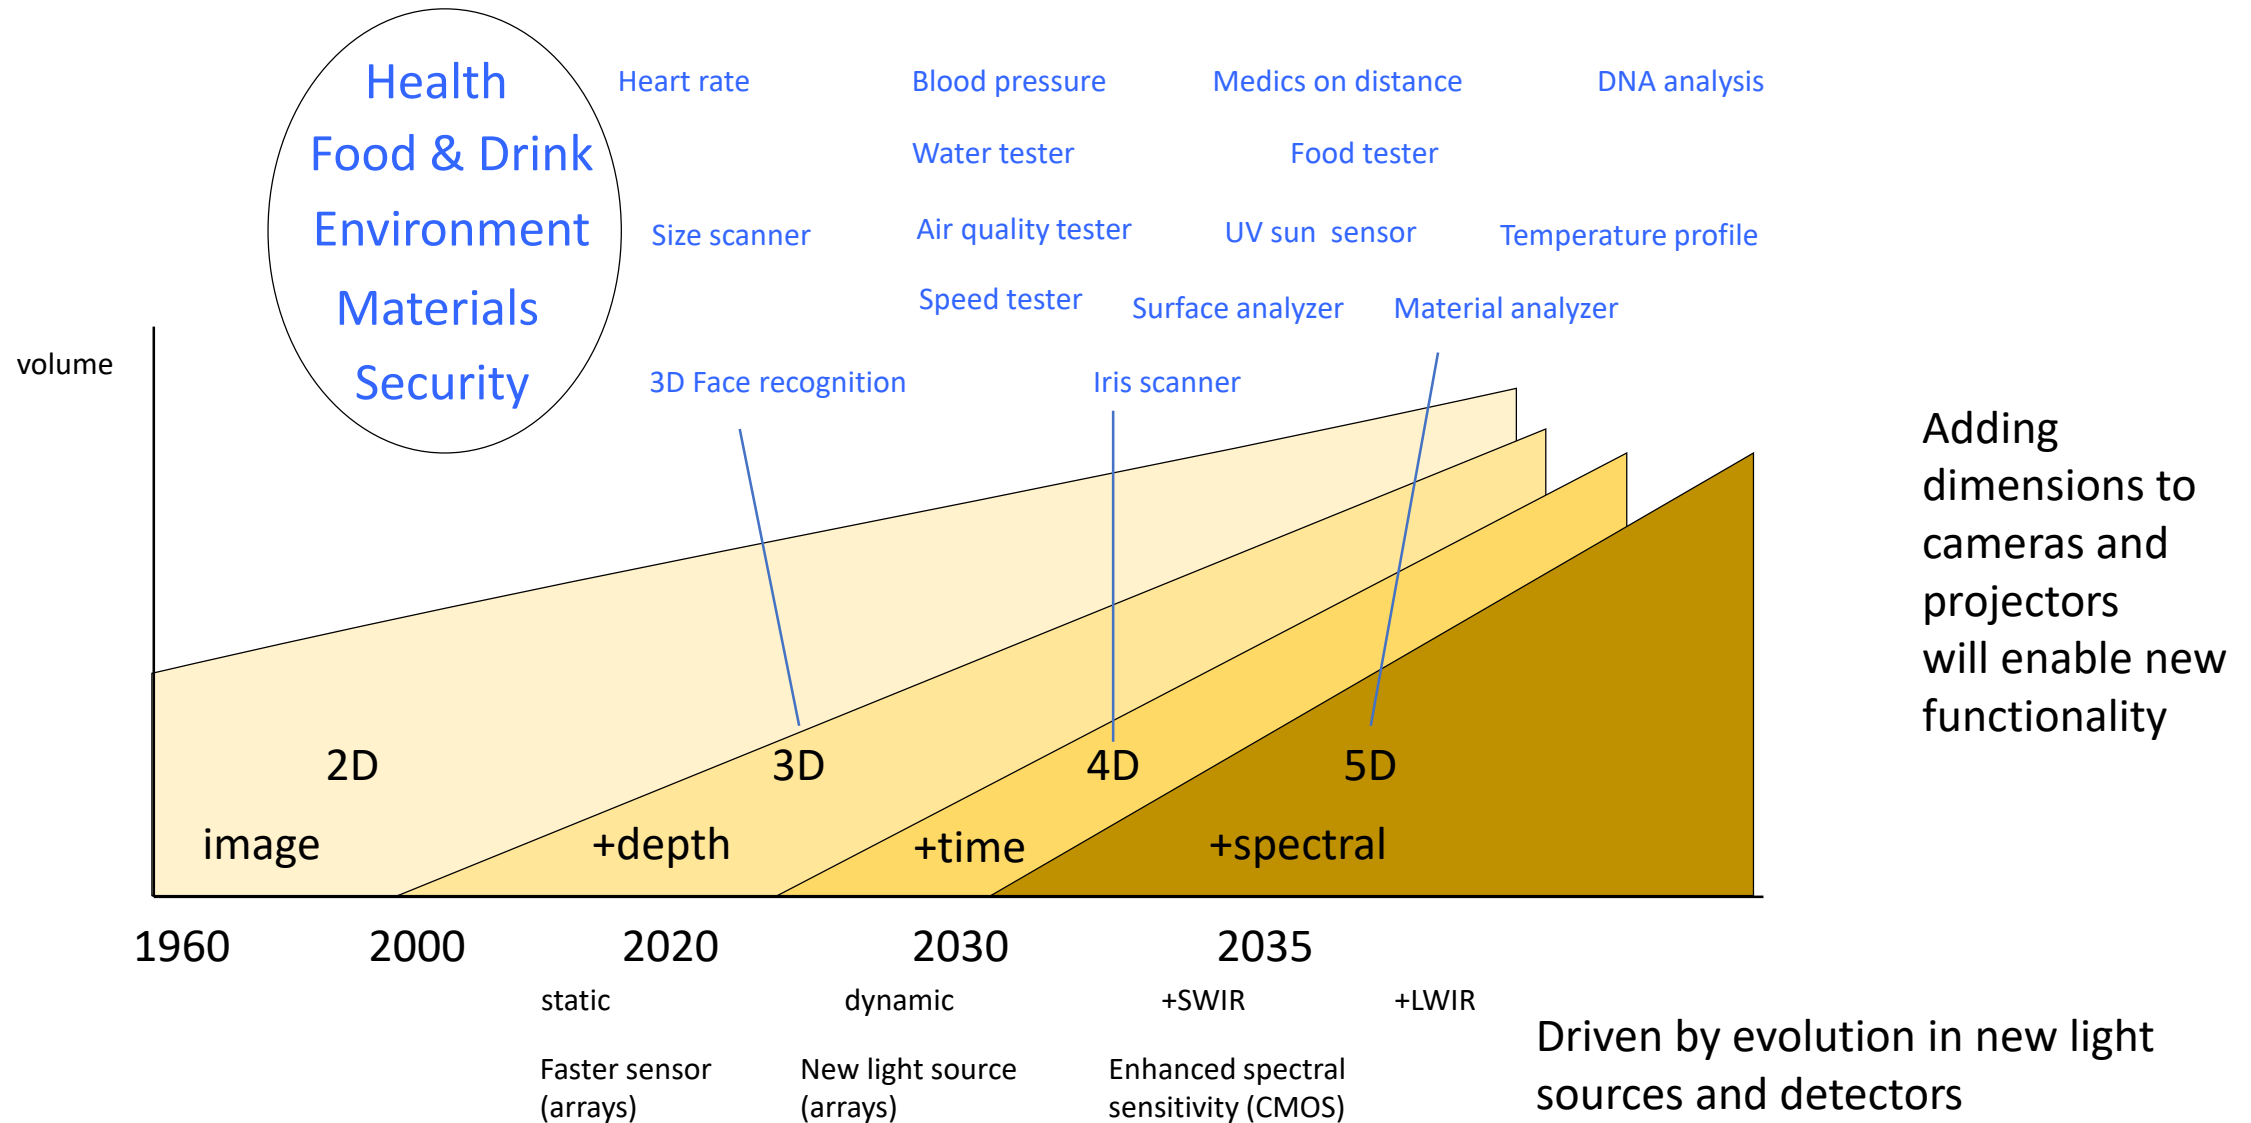 Health
Heart rate
Blood pressure
Medics on distance
DNA analysis
Food & Drink
Water tester
Food tester
Environment
Size scanner
Air quality tester
UV sun  sensor
Temperature profile
Materials
Speed tester
Surface analyzer
Material analyzer
Security
3D Face recognition
Iris scanner
volume
Adding
dimensions to
cameras and
projectors
will enable new
functionality
2D
3D
4D
5D
image
+depth
+time
+spectral
1960
2000
2020
2030
2035
static
dynamic
+SWIR
+LWIR
Faster sensor
(arrays)
New light source
(arrays)
Enhanced spectral
sensitivity (CMOS)
Driven by evolution in new light
sources and detectors